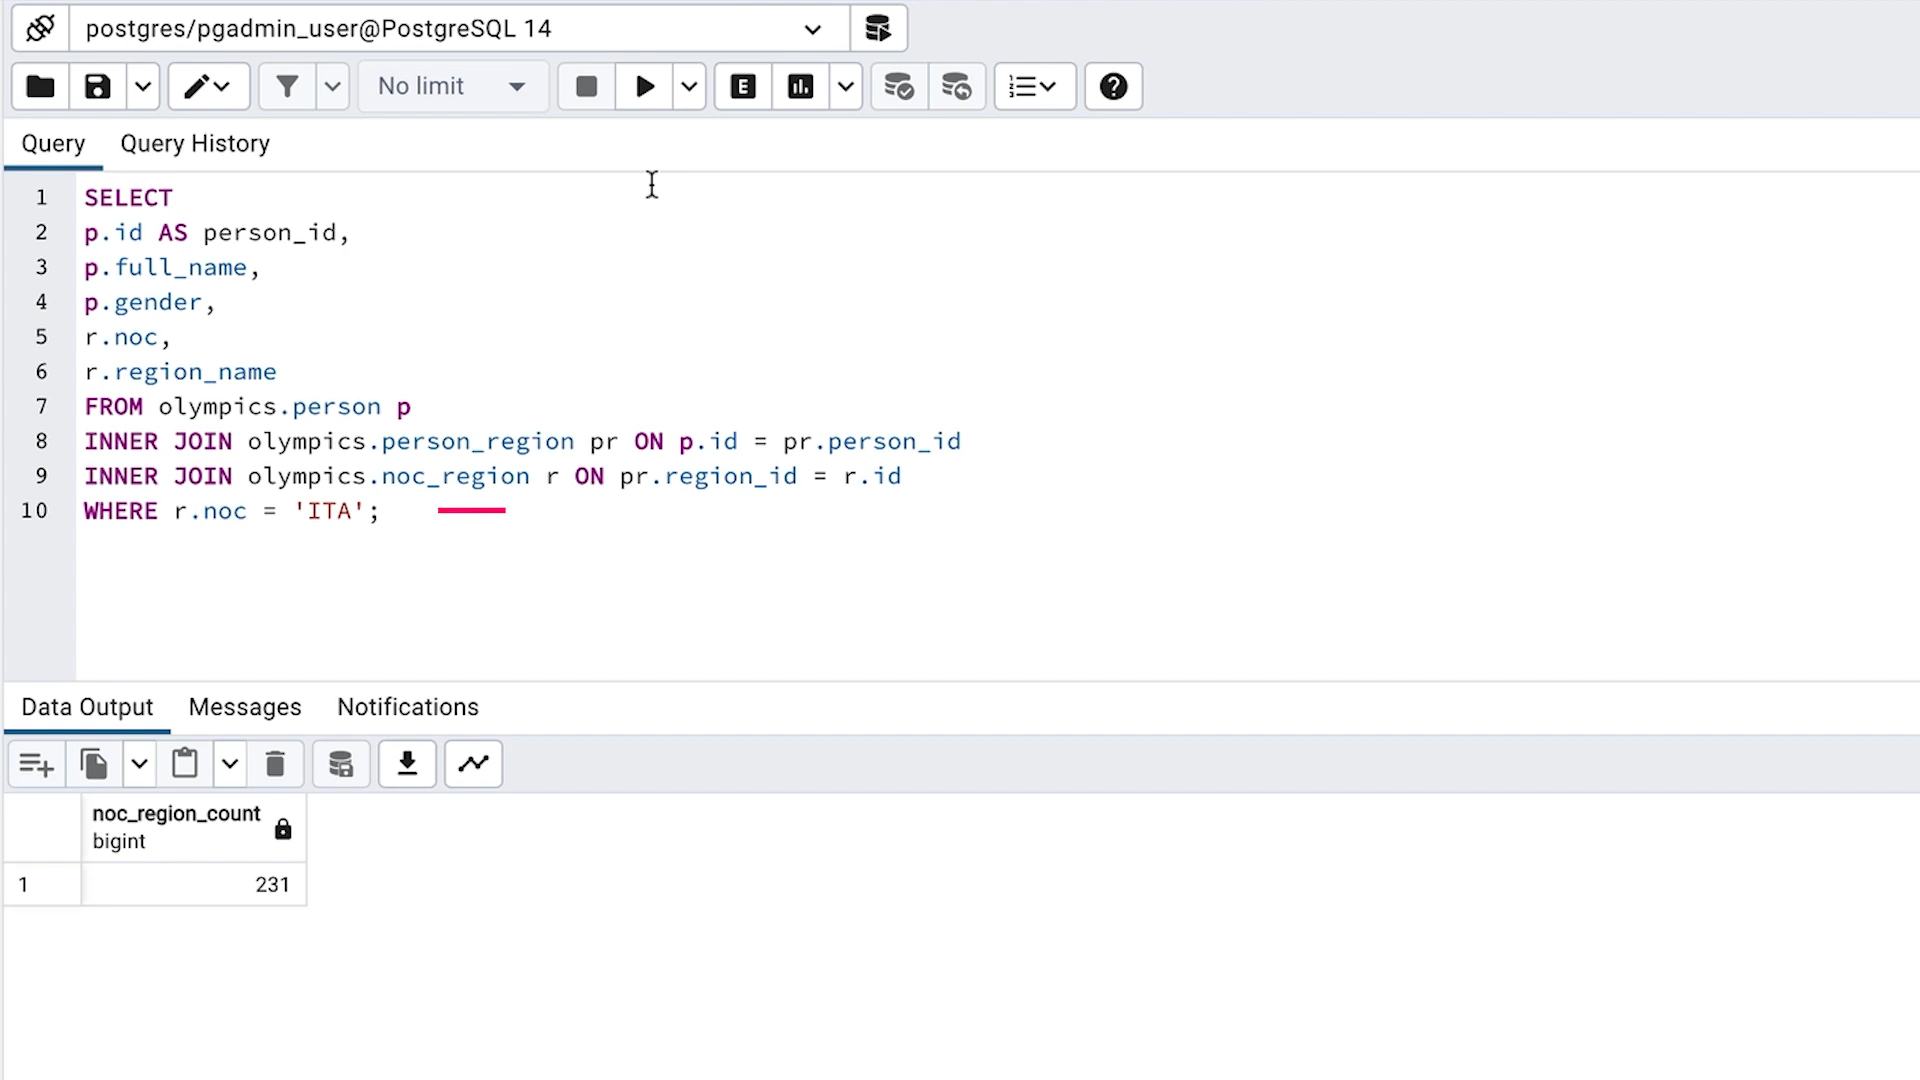 postgres/pgadmin_user@PostgreSQL 14
No limit
E
Query Query History
1 SELECT
2 p.id AS person_id,
3 p.full_name,
4 p.gender,
5 r.noc,
6 r.region_name
7 FROM olympics.person p
8 INNER JOIN olympics.person_region pr ON p.id = pr.person_id
9 INNER JOIN olympics.noc_region r ON pr.region_id = r.id
10 WHERE r.noc = 'ITA';
Data Output Messages Notifications
noc_region_count
bigint
1 231